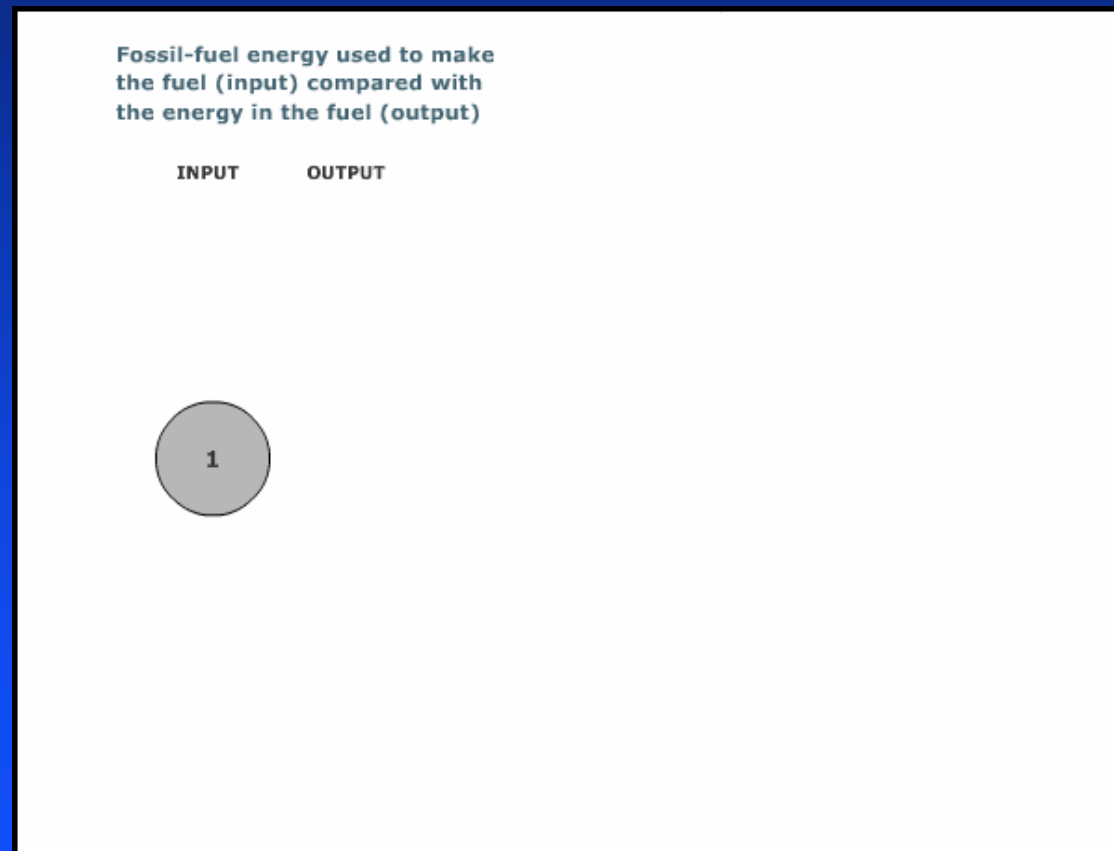 Fossil-fuel energy used to make
the fuel (input) compared with
the energy in the fuel (output)
INPUT OUTPUT
1